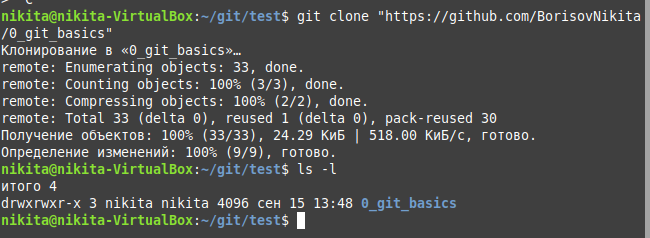 nikita@nikita-VirtualBox:~/git/test$ git clone "https://github.com/BorisovNikita
/0_git_basics"
Клонирование в «0_git_basics»…
remote: Enumerating objects: 33, done.
remote: Counting objects: 100% (3/3), done.
remote: Compressing objects: 100% (2/2), done.
remote: Total 33 (delta 0), reused 1 (delta 0), pack-reused 30
Получение объектов: 100% (33/33), 24.29 КиБ | 518.00 КиБ/с, готово.
Определение изменений: 100% (9/9), готово.
nikita@nikita-VirtualBox:~/git/test$ ls -l
итого 4
drwxrwxr-x 3 nikita nikita 4096 сен 15 13:48 0_git_basics
nikita@nikita-VirtualBox:~/git/test$